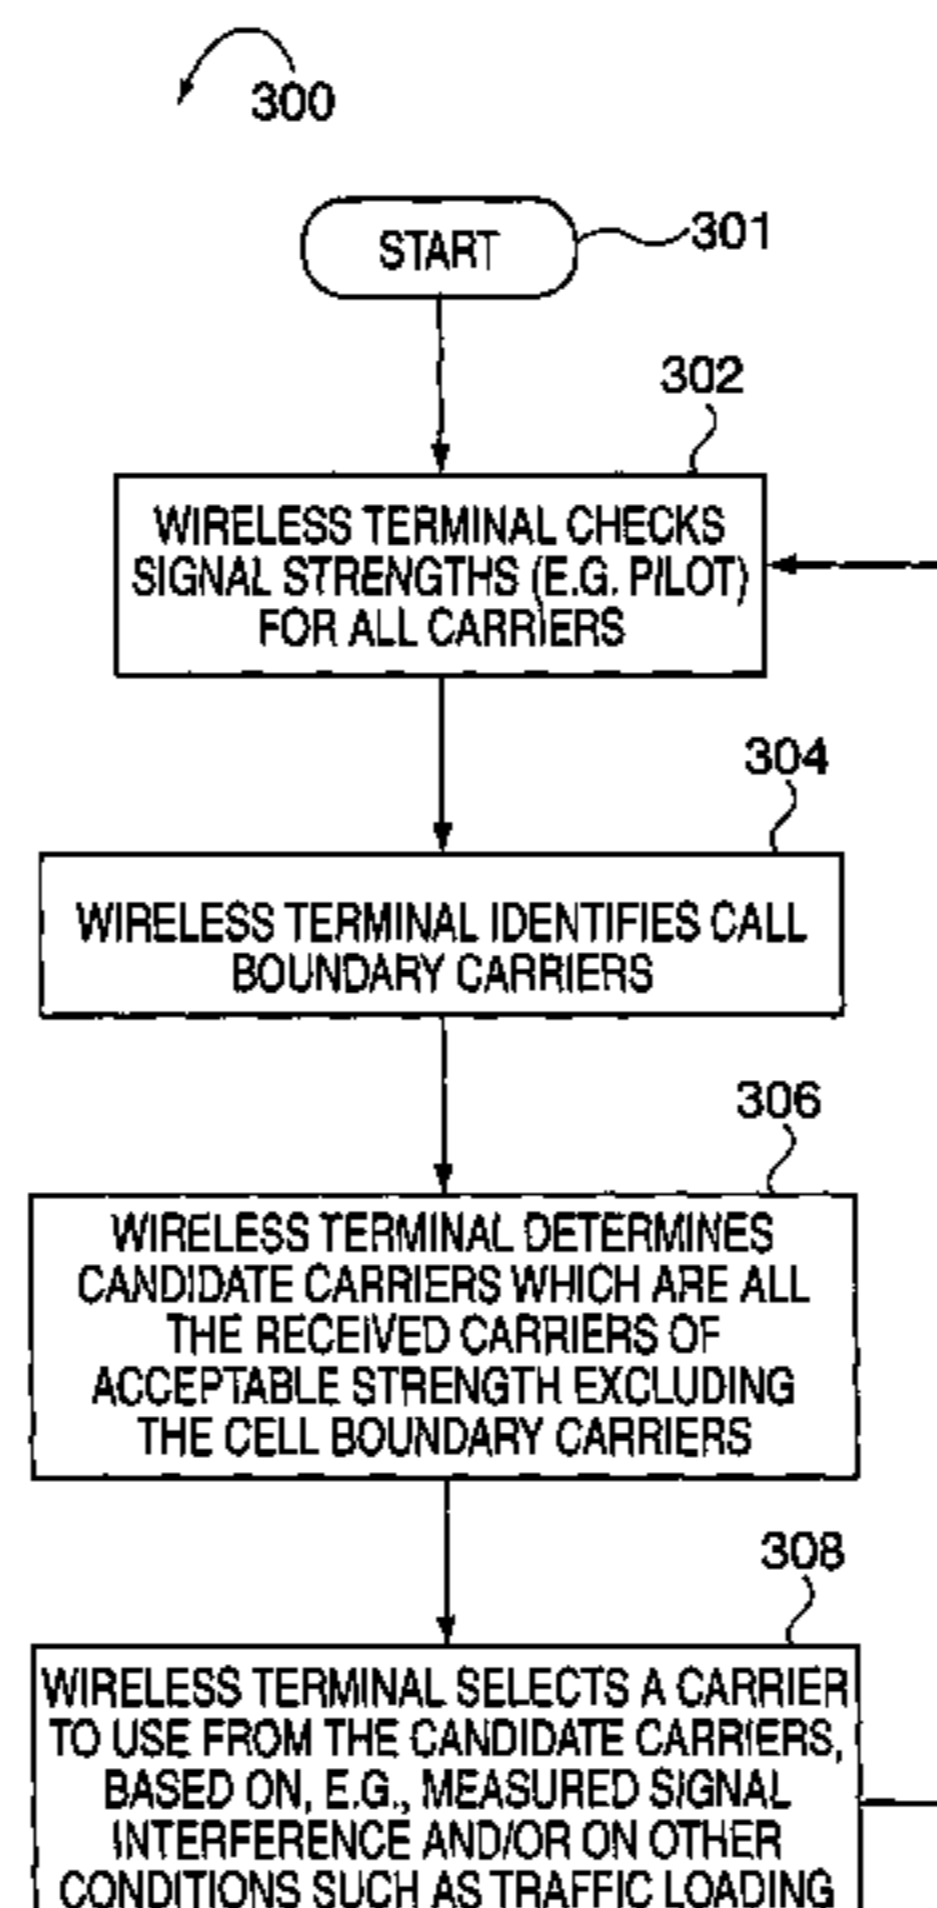 300
START
301
302
WIRELESS TERMINAL CHECKS
SIGNAL STRENGTHS (E.G. PILOT)
FOR ALL CARRIERS
304
WIRELESS TERMINAL IDENTIFIES CALL
BOUNDARY CARRIERS
306
WIRELESS TERMINAL DETERMINES
CANDIDATE CARRIERS WHICH ARE ALL
THE RECEIVED CARRIERS OF
ACCEPTABLE STRENGTH EXCLUDING
THE CELL BOUNDARY CARRIERS
308
WIRELESS TERMINAL SELECTS A CARRIER
TO USE FROM THE CANDIDATE CARRIERS,
BASED ON, E.G., MEASURED SIGNAL
INTERFERENCE AND/OR ON OTHER
CONDITIONS SUCH AS TRAFFIC LOADING